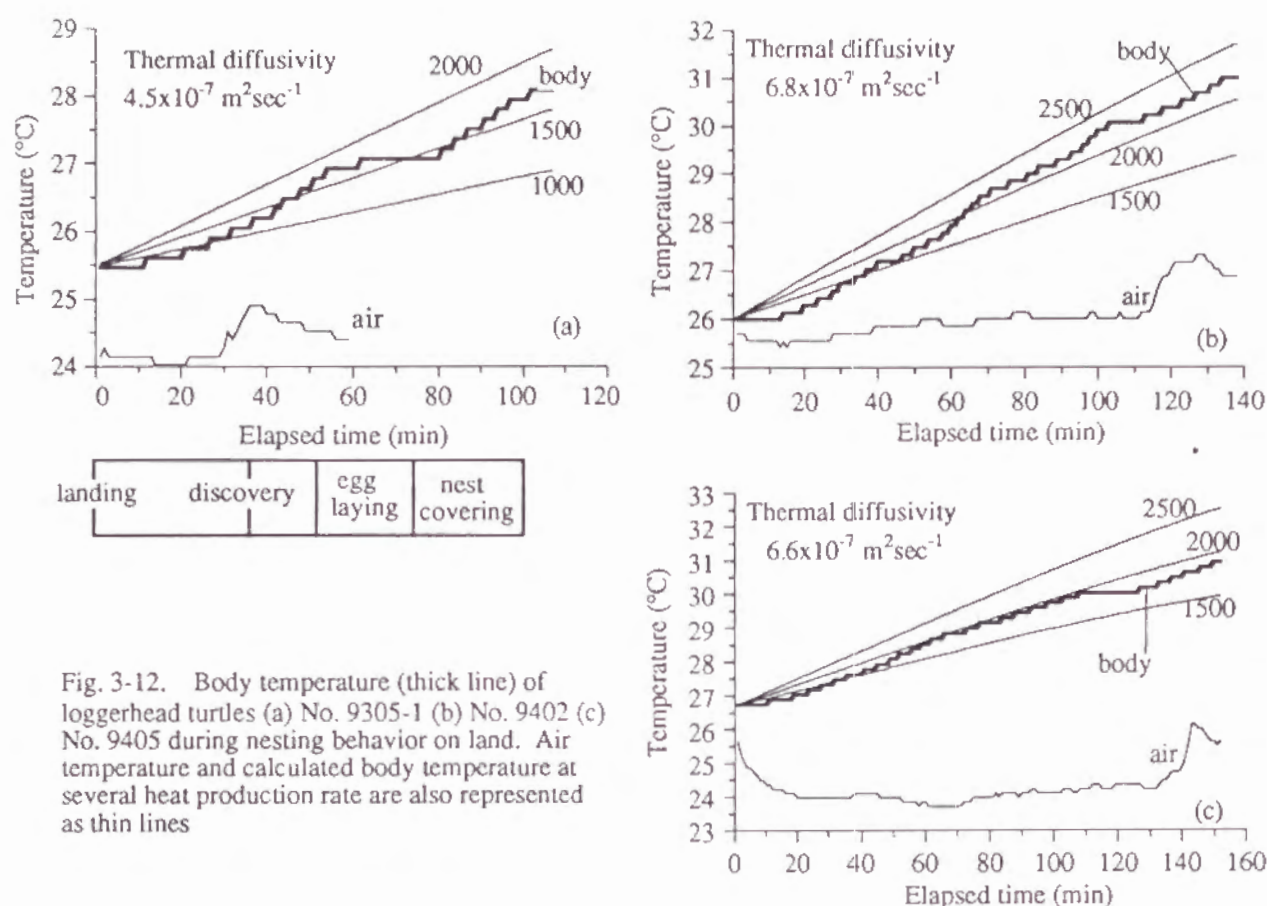 29
28
27
26
25
24
Temperature (°C)
Thermal diffusivity
4.5x10⁻⁷ m²sec⁻¹
2000
body
1500
1000
air
(a)
0 20 40 60 80 100 120
Elapsed time (min)
landing discovery egg laying nest covering
32
31
30
29
28
27
26
25
Temperature (°C)
Thermal diffusivity
6.8x10⁻⁷ m²sec⁻¹
body
2500
2000
1500
air
(b)
0 20 40 60 80 100 120 140
Elapsed time (min)
33
32
31
30
29
28
27
26
25
24
23
Temperature (°C)
Thermal diffusivity
6.6x10⁻⁷ m²sec⁻¹
2500
2000
1500
body
air
(c)
0 20 40 60 80 100 120 140 160
Elapsed time (min)
Fig. 3-12. Body temperature (thick line) of
loggerhead turtles (a) No. 9305-1 (b) No. 9402 (c)
No. 9405 during nesting behavior on land. Air
temperature and calculated body temperature at
several heat production rate are also represented
as thin lines